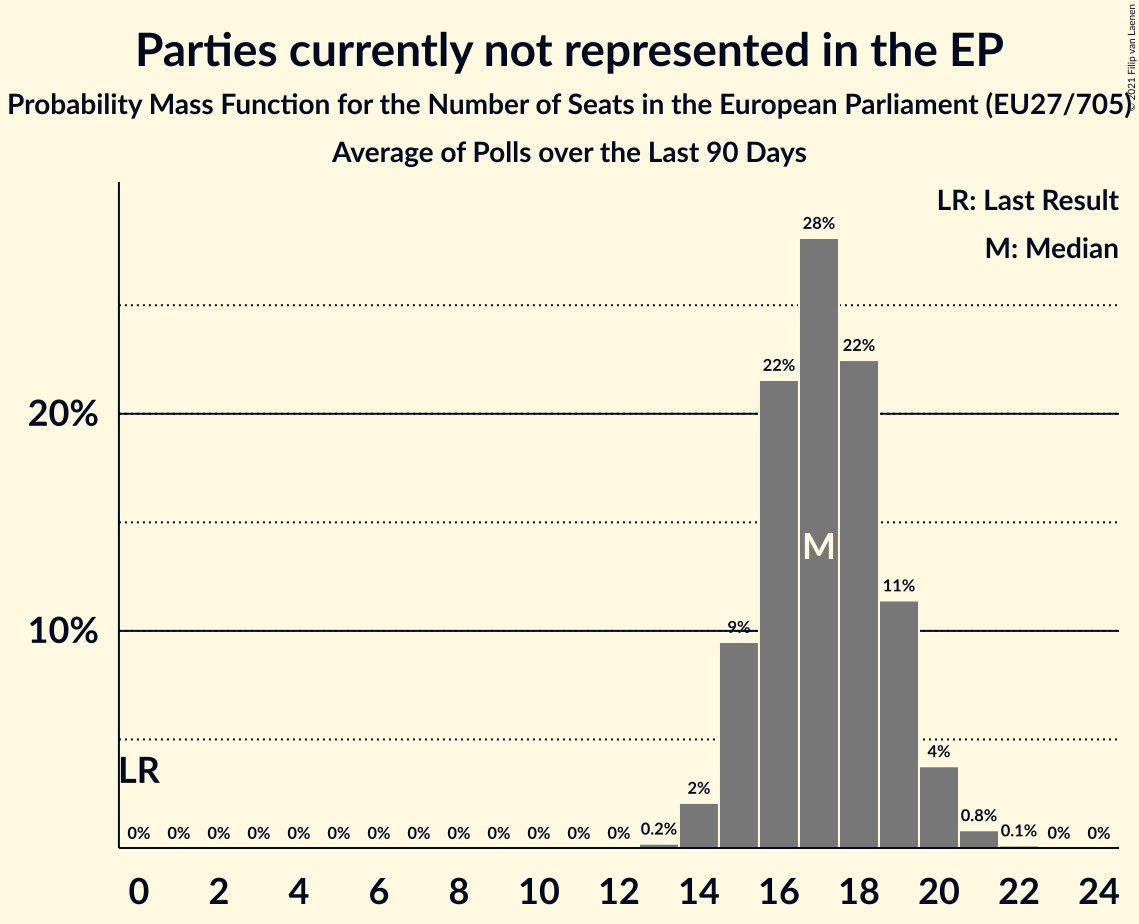 Parties currently not represented in the EP
Probability Mass Function for the Number of Seats in the European Parliament (EU27/705)
Average of Polls over the Last 90 Days
© 2021 Filip van Laenen
LR: Last Result
M: Median
20%
10%
LR
M
0% 0% 0% 0% 0% 0% 0% 0% 0% 0% 0% 0% 0% 0.2% 2% 9% 22% 28% 22% 11% 4% 0.8% 0.1% 0% 0%
0 2 4 6 8 10 12 14 16 18 20 22 24